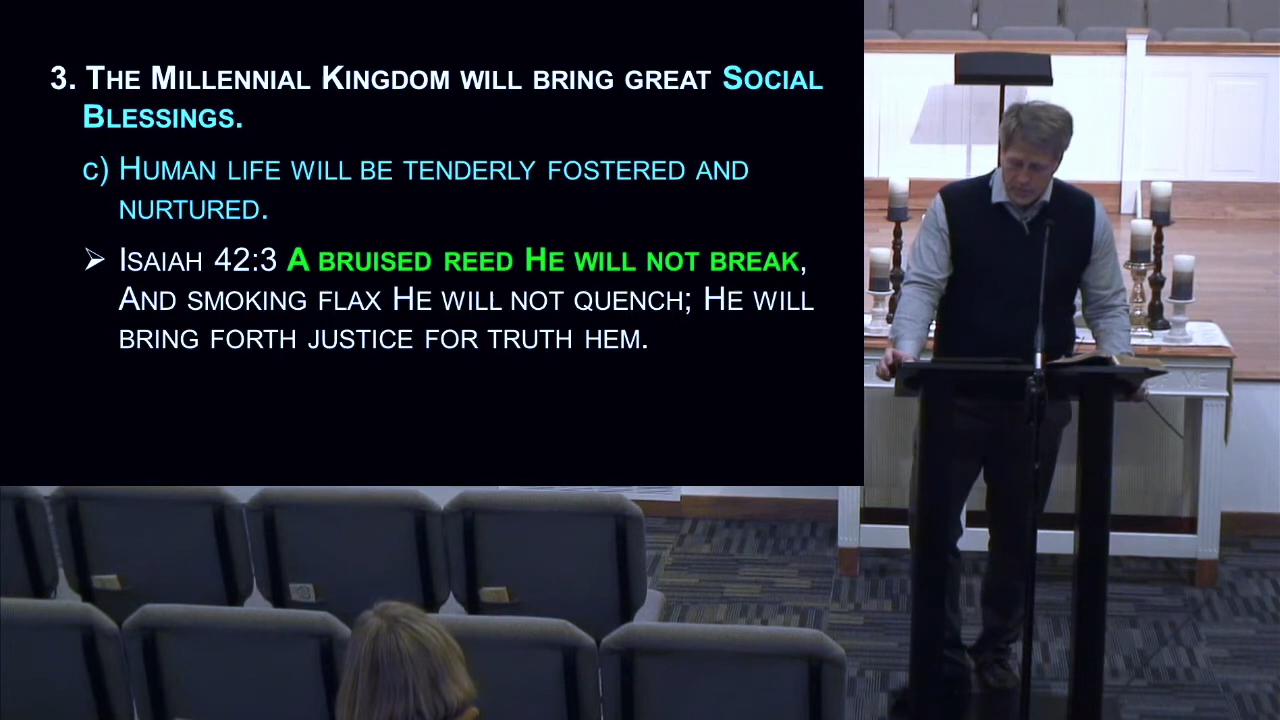 3. The Millennial Kingdom will bring great Social
Blessings.
c) Human life will be tenderly fostered and
nurtured.
➢ Isaiah 42:3 A bruised reed He will not break,
And smoking flax He will not quench; He will
bring forth justice for truth hem.